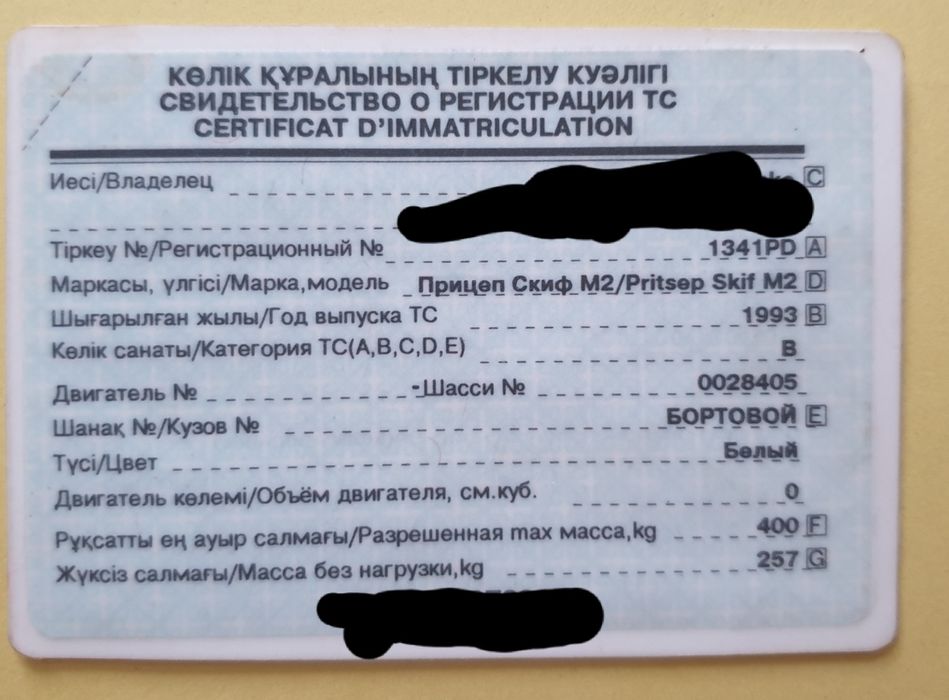 КӨЛІК ҚҰРАЛЫНЫҢ ТІРКЕЛУ КУӘЛІГІ
СВИДЕТЕЛЬСТВО О РЕГИСТРАЦИИ ТС
CERTIFICAT D'IMMATRICULATION
Иесі/Владелец C
Тіркеу №/Регистрационный № 1341PD A
Маркасы, үлгісі/Марка,модель Прицеп Скиф М2/Pritsep Skif M2 D
Шығарылған жылы/Год выпуска ТС 1993 B
Көлік санаты/Категория ТС(A,B,C,D,E) B
Двигатель № -Шасси № 0028405
Шанақ №/Кузов № БОРТОВОЙ E
Түсі/Цвет Белый
Двигатель көлемі/Объём двигателя, см.куб. 0
Рұқсатты ең ауыр салмағы/Разрешенная max масса,kg 400 F
Жүксіз салмағы/Масса без нагрузки,kg 257 G